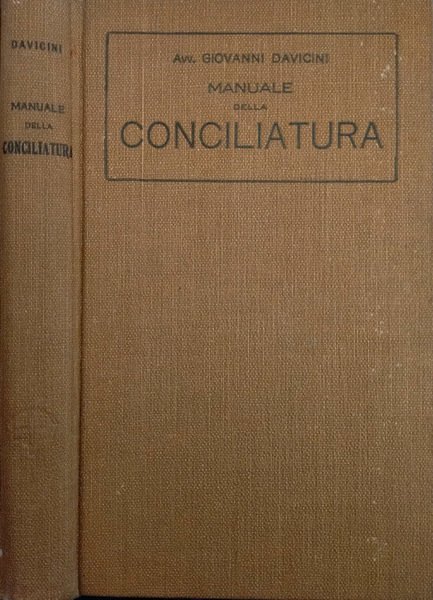 DAVICINI
MANUALE
DELLA
CONCILIATURA
Avv. GIOVANNI DAVICINI
MANUALE
DELLA
CONCILIATURA